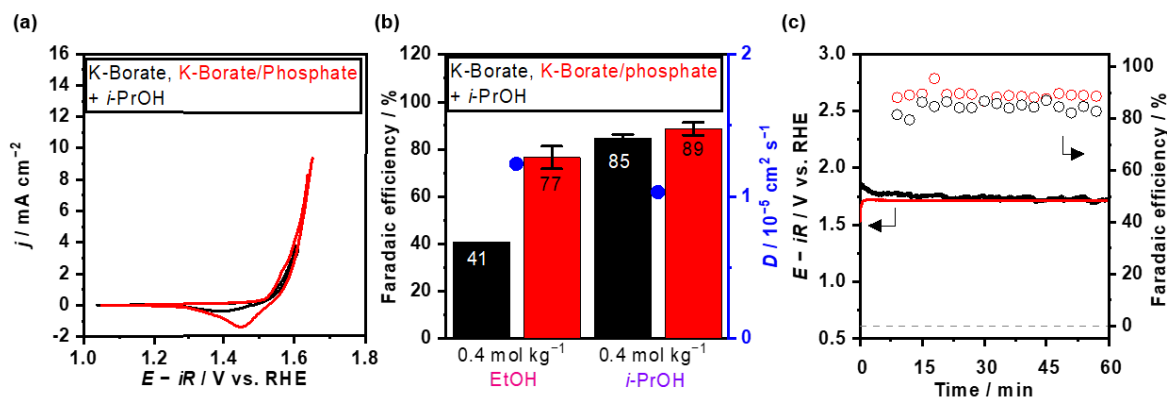 (a)
16
14
12
10
8
6
4
2
0
-2
j / mA cm⁻²
K-Borate, K-Borate/Phosphate
+ i-PrOH
1.0
1.2
1.4
1.6
1.8
E − iR / V vs. RHE
(b)
120
100
80
60
40
20
0
Faradaic efficiency / %
K-Borate, K-Borate/phosphate
+ i-PrOH
41
77
85
89
2
1
0
D / 10⁻⁵ cm² s⁻¹
0.4 mol kg⁻¹
EtOH
0.4 mol kg⁻¹
i-PrOH
(c)
3.0
2.5
2.0
1.5
1.0
0.5
E − iR / V vs. RHE
100
80
60
40
20
0
Faradaic efficiency / %
0
15
30
45
60
Time / min